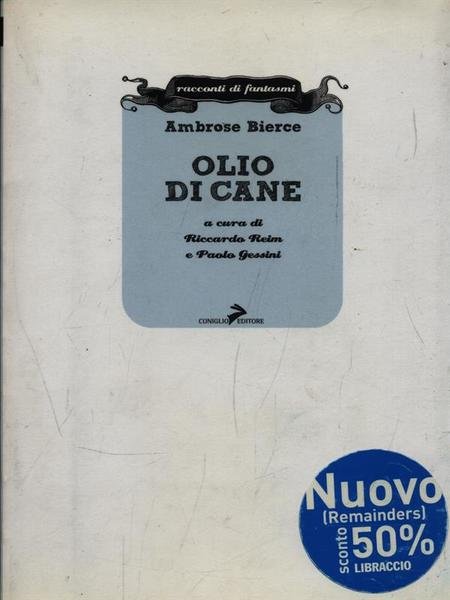 racconti di fantasmi
Ambrose Bierce
OLIO
DI CANE
a cura di
Riccardo Reim
e Paolo Gessini
CONIGLIO EDITORE
Nuovo
(Remainders)
sconto 50%
LIBRACCIO